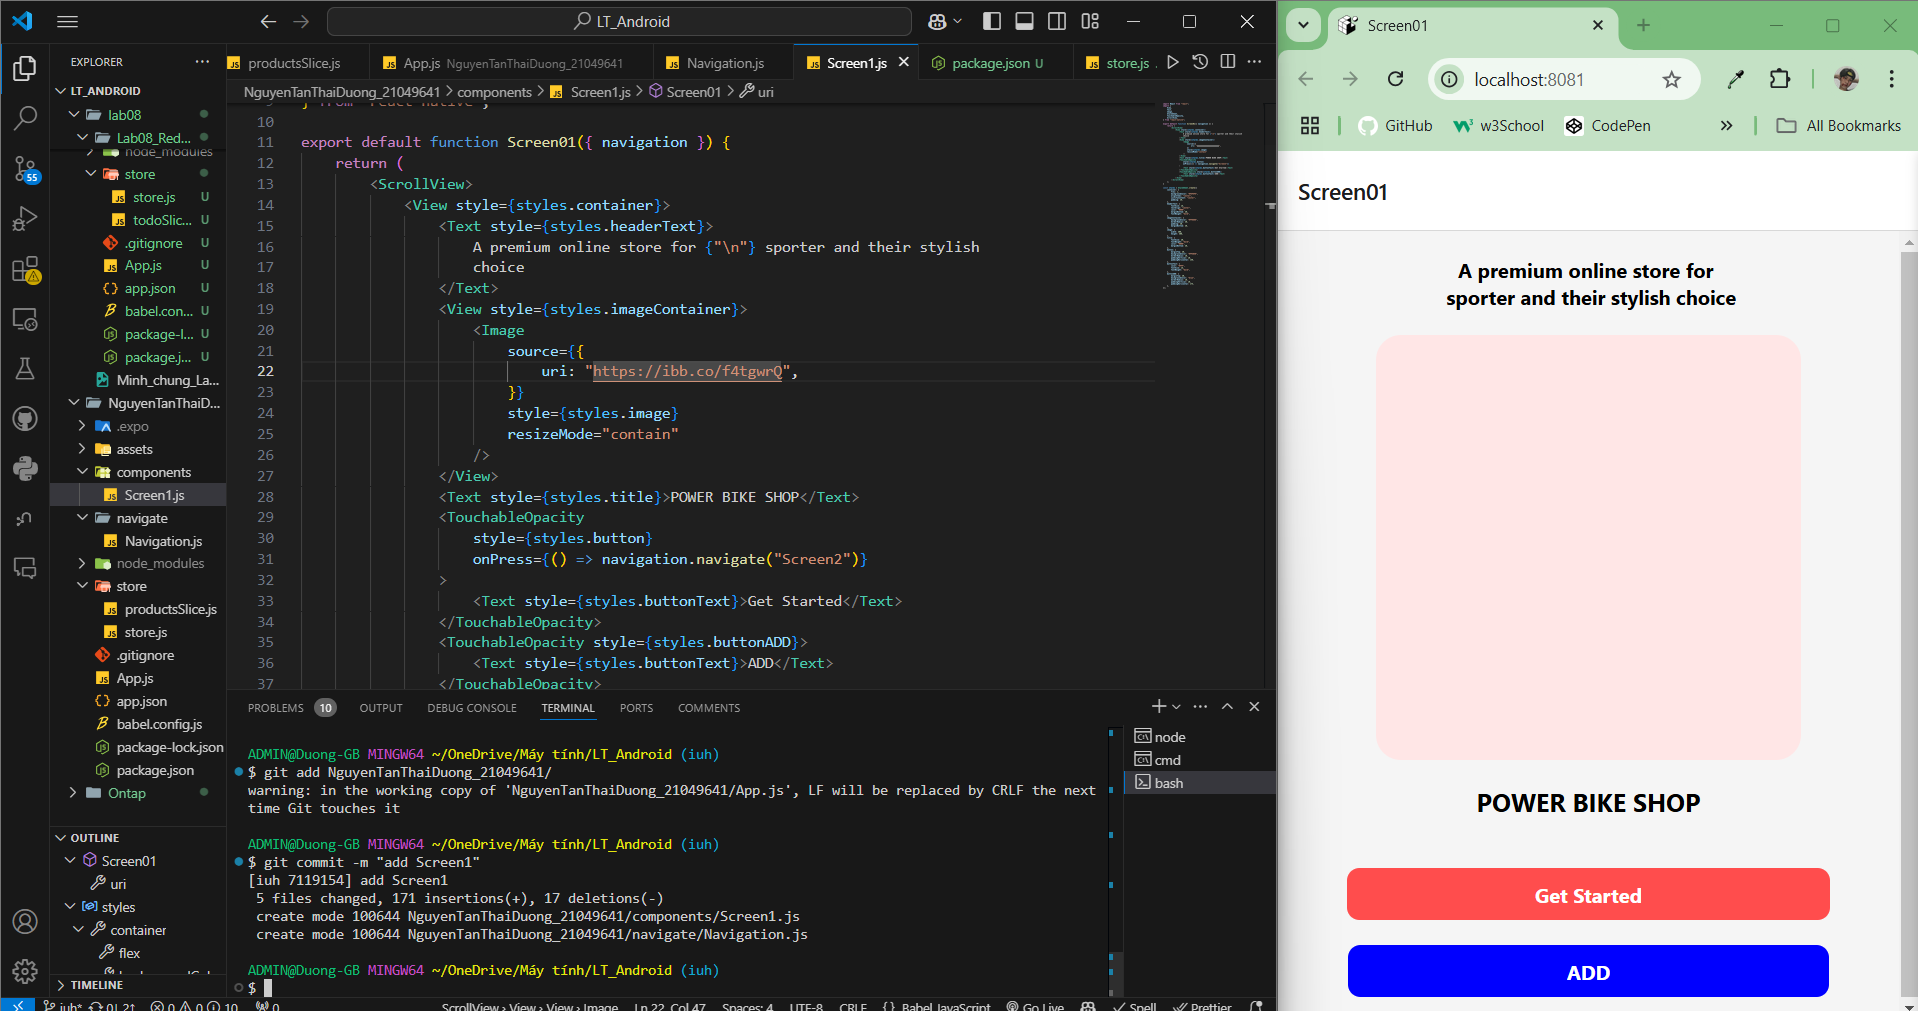 LT_Android
EXPLORER
LT_ANDROID
lab08
Lab08_Red...
node_modules
store
store.js U
todoSlic... U
.gitignore U
App.js U
app.json U
babel.con... U
package-l... U
package.j... U
Minh_chung_La...
NguyenTanThaiD...
.expo
assets
components
Screen1.js
navigate
Navigation.js
node_modules
store
productsSlice.js
store.js
.gitignore
App.js
app.json
babel.config.js
package-lock.json
package.json
Ontap
OUTLINE
Screen01
uri
styles
container
flex
TIMELINE
55
productsSlice.js
App.js NguyenTanThaiDuong_21049641
Navigation.js
Screen1.js
package.json U
store.js
NguyenTanThaiDuong_21049641 > components > Screen1.js > Screen01 > uri
10
11 export default function Screen01({ navigation }) {
12 return (
13 <ScrollView>
14 <View style={styles.container}>
15 <Text style={styles.headerText}>
16 A premium online store for {"\n"} sporter and their stylish
17 choice
18 </Text>
19 <View style={styles.imageContainer}>
20 <Image
21 source={{
22 uri: "https://ibb.co/f4tgwrQ",
23 }}
24 style={styles.image}
25 resizeMode="contain"
26 />
27 </View>
28 <Text style={styles.title}>POWER BIKE SHOP</Text>
29 <TouchableOpacity
30 style={styles.button}
31 onPress={() => navigation.navigate("Screen2")}
32 >
33 <Text style={styles.buttonText}>Get Started</Text>
34 </TouchableOpacity>
35 <TouchableOpacity style={styles.buttonADD}>
36 <Text style={styles.buttonText}>ADD</Text>
37 </TouchableOpacity>
PROBLEMS 10 OUTPUT DEBUG CONSOLE TERMINAL PORTS COMMENTS
node
cmd
bash
ADMIN@Duong-GB MINGW64 ~/OneDrive/Máy tính/LT_Android (iuh)
$ git add NguyenTanThaiDuong_21049641/
warning: in the working copy of 'NguyenTanThaiDuong_21049641/App.js', LF will be replaced by CRLF the next
time Git touches it
ADMIN@Duong-GB MINGW64 ~/OneDrive/Máy tính/LT_Android (iuh)
$ git commit -m "add Screen1"
[iuh 7119154] add Screen1
5 files changed, 171 insertions(+), 17 deletions(-)
create mode 100644 NguyenTanThaiDuong_21049641/components/Screen1.js
create mode 100644 NguyenTanThaiDuong_21049641/navigate/Navigation.js
ADMIN@Duong-GB MINGW64 ~/OneDrive/Máy tính/LT_Android (iuh)
$
iuh* 0↓ 2↑ 0 0 10 0 ScrollView > View > View > Image Ln 22, Col 47 Spaces: 4 UTF-8 CRLF {} Babel JavaScript Go Live Spell Prettier
Screen01
localhost:8081
GitHub w3School CodePen All Bookmarks
Screen01
A premium online store for
sporter and their stylish choice
POWER BIKE SHOP
Get Started
ADD